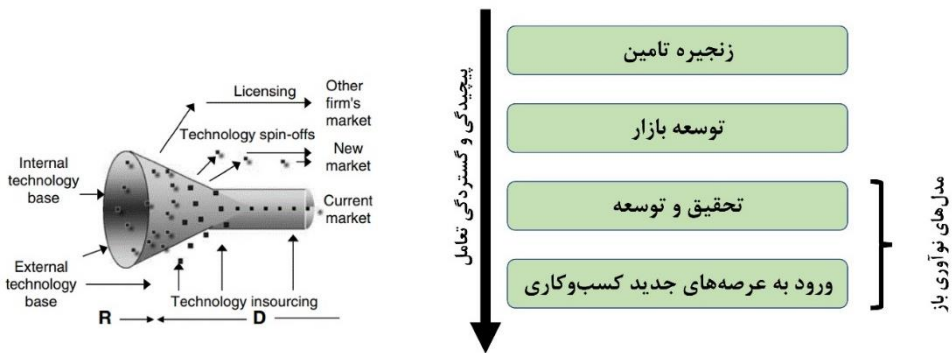 Licensing
Other
firm's
market
Technology spin-offs
New
market
Internal
technology
base
Current
market
External
technology
base
Technology insourcing
R
D
پیچیدگی و گستردگی تعامل
زنجیره تامین
توسعه بازار
تحقیق و توسعه
ورود به عرصه‌های جدید کسب‌وکاری
مدل‌های نوآوری باز